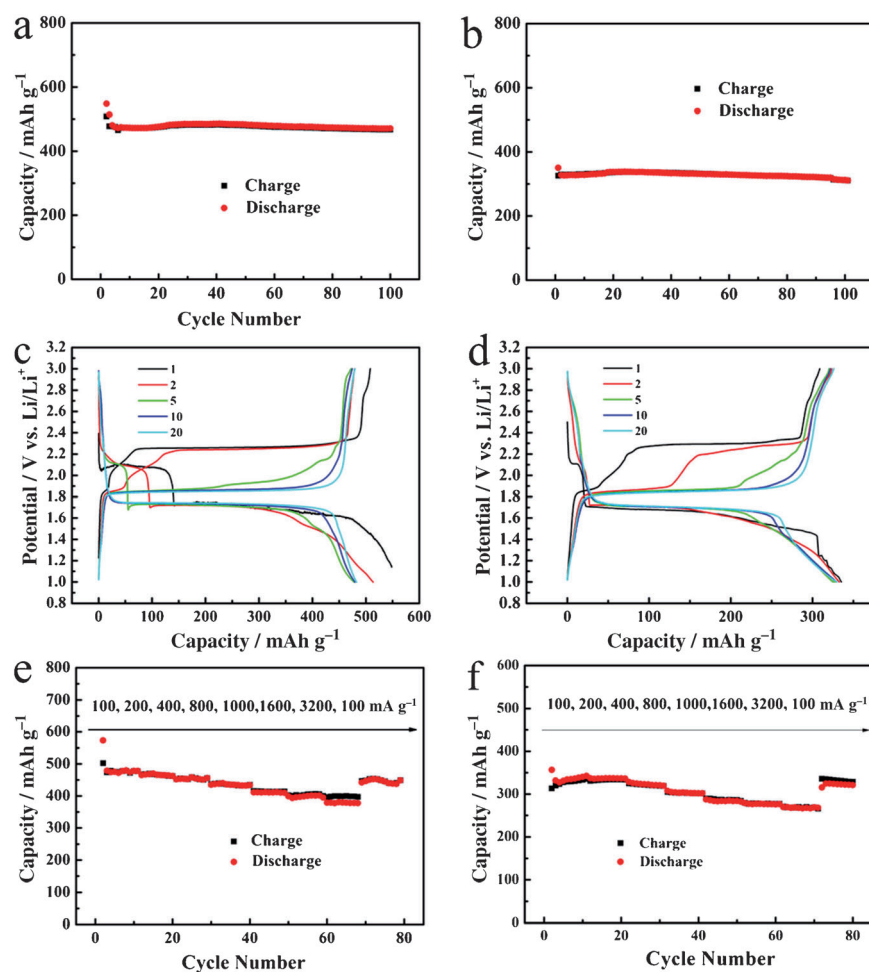 a
800
600
400
200
0
Capacity / mAh g⁻¹
Charge
Discharge
0 20 40 60 80 100
Cycle Number
b
800
600
400
200
0
Capacity / mAh g⁻¹
Charge
Discharge
0 20 40 60 80 100
c
3.2
3.0
2.8
2.6
2.4
2.2
2.0
1.8
1.6
1.4
1.2
1.0
0.8
Potential / V vs. Li/Li⁺
1
2
5
10
20
0 100 200 300 400 500 600
Capacity / mAh g⁻¹
d
3.2
3.0
2.8
2.6
2.4
2.2
2.0
1.8
1.6
1.4
1.2
1.0
0.8
Potential / V vs. Li/Li⁺
1
2
5
10
20
0 100 200 300
Capacity / mAh g⁻¹
e
800
700
600
500
400
300
200
100
0
Capacity / mAh g⁻¹
100, 200, 400, 800, 1000,1600, 3200, 100 mA g⁻¹
Charge
Discharge
0 20 40 60 80
Cycle Number
f
600
500
400
300
200
100
0
Capacity / mAh g⁻¹
100, 200, 400, 800, 1000,1600, 3200, 100 mA g⁻¹
Charge
Discharge
0 20 40 60 80
Cycle Number